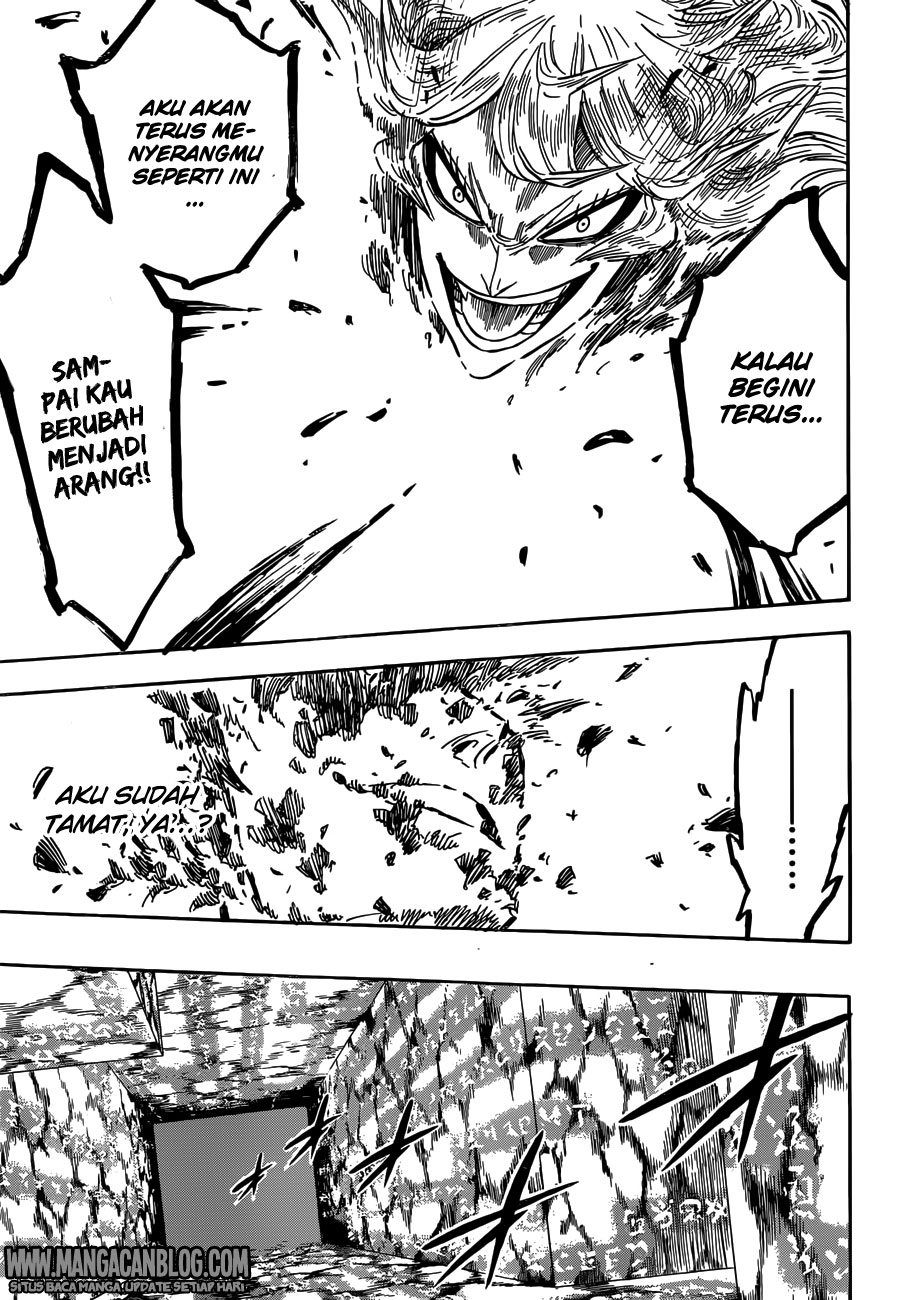 KALAU
BEGINI
TERUS...
AKU AKAN
TERUS ME-
NYERANGMU
SEPERTI INI
...
SAM-
PAI KAU
BERUBAH
MENJADI
ARANG!!
AKU SUDAH
TAMAT, YA...?
WWW.MANGACANBLOG.COM
SITUS BACA MANGA UPDATE SETIAP HARI